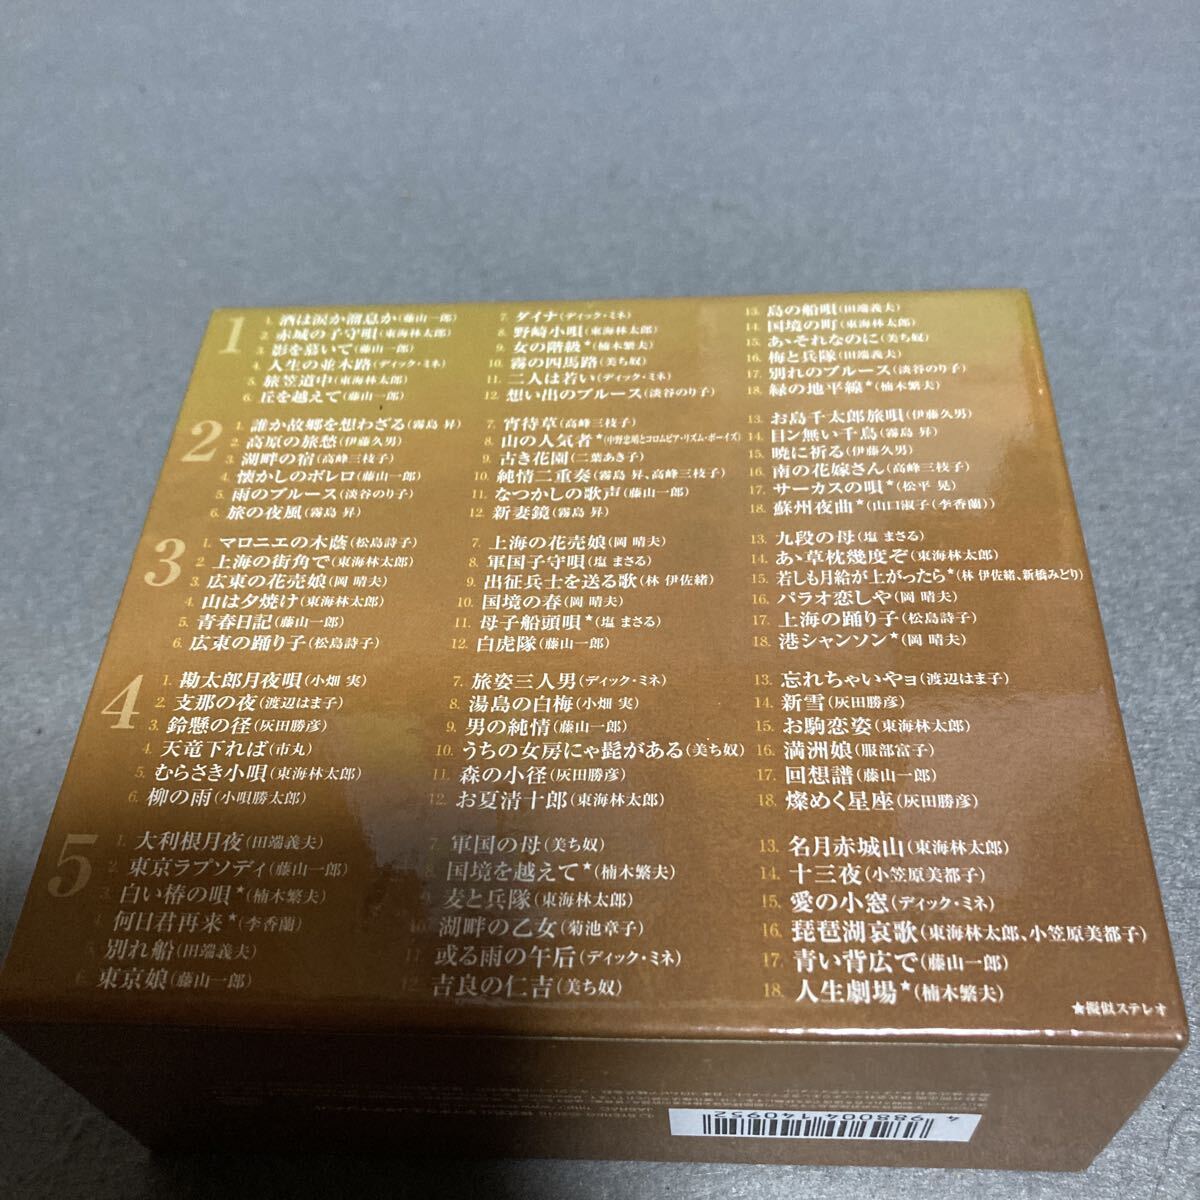 1
1. 酒は涙か溜息か(藤山一郎)
2. 赤城の子守唄(東海林太郎)
3. 影を慕いて(藤山一郎)
4. 人生の並木路(ディック・ミネ)
5. 旅笠道中(東海林太郎)
6. 丘を越えて(藤山一郎)
7. ダイナ(ディック・ミネ)
8. 野崎小唄(東海林太郎)
9. 女の階級★(楠木繁夫)
10. 霧の四馬路(美ち奴)
11. 二人は若い(ディック・ミネ)
12. 想い出のブルース(淡谷のり子)
13. 島の船唄(田端義夫)
14. 国境の町(東海林太郎)
15. あゝそれなのに(美ち奴)
16. 梅と兵隊(田端義夫)
17. 別れのブルース(淡谷のり子)
18. 緑の地平線★(楠木繁夫)
2
1. 誰か故郷を想わざる(霧島 昇)
2. 高原の旅愁(伊藤久男)
3. 湖畔の宿(高峰三枝子)
4. 懐かしのボレロ(藤山一郎)
5. 雨のブルース(淡谷のり子)
6. 旅の夜風(霧島 昇)
7. 宵待草(高峰三枝子)
8. 山の人気者★(中野忠晴とコロムビア・リズム・ボーイズ)
9. 古き花園(二葉あき子)
10. 純情二重奏(霧島 昇、高峰三枝子)
11. なつかしの歌声(藤山一郎)
12. 新妻鏡(霧島 昇)
13. お島千太郎旅唄(伊藤久男)
14. 目ン無い千鳥(霧島 昇)
15. 暁に祈る(伊藤久男)
16. 南の花嫁さん(高峰三枝子)
17. サーカスの唄★(松平 晃)
18. 蘇州夜曲★(山口淑子(李香蘭))
3
1. マロニエの木蔭(松島詩子)
2. 上海の街角で(東海林太郎)
3. 広東の花売娘(岡 晴夫)
4. 山は夕焼け(東海林太郎)
5. 青春日記(藤山一郎)
6. 広東の踊り子(松島詩子)
7. 上海の花売娘(岡 晴夫)
8. 軍国子守唄(塩 まさる)
9. 出征兵士を送る歌(林 伊佐緒)
10. 国境の春(岡 晴夫)
11. 母子船頭唄★(塩 まさる)
12. 白虎隊(藤山一郎)
13. 九段の母(塩 まさる)
14. あゝ草枕幾度ぞ(東海林太郎)
15. 若しも月給が上がったら★(林 伊佐緒、新橋みどり)
16. パラオ恋しや(岡 晴夫)
17. 上海の踊り子(松島詩子)
18. 港シャンソン★(岡 晴夫)
4
1. 勘太郎月夜唄(小畑 実)
2. 支那の夜(渡辺はま子)
3. 鈴懸の径(灰田勝彦)
4. 天竜下れば(市丸)
5. むらさき小唄(東海林太郎)
6. 柳の雨(小唄勝太郎)
7. 旅姿三人男(ディック・ミネ)
8. 湯島の白梅(小畑 実)
9. 男の純情(藤山一郎)
10. うちの女房にゃ髭がある(美ち奴)
11. 森の小径(灰田勝彦)
12. お夏清十郎(東海林太郎)
13. 忘れちゃいやョ(渡辺はま子)
14. 新雪(灰田勝彦)
15. お駒恋姿(東海林太郎)
16. 満洲娘(服部富子)
17. 回想譜(藤山一郎)
18. 燦めく星座(灰田勝彦)
5
1. 大利根月夜(田端義夫)
2. 東京ラプソディ(藤山一郎)
3. 白い椿の唄★(楠木繁夫)
4. 何日君再来★(李香蘭)
5. 別れ船(田端義夫)
6. 東京娘(藤山一郎)
7. 軍国の母(美ち奴)
8. 国境を越えて★(楠木繁夫)
9. 麦と兵隊(東海林太郎)
10. 湖畔の乙女(菊池章子)
11. 或る雨の午后(ディック・ミネ)
12. 吉良の仁吉(美ち奴)
13. 名月赤城山(東海林太郎)
14. 十三夜(小笠原美都子)
15. 愛の小窓(ディック・ミネ)
16. 琵琶湖哀歌(東海林太郎、小笠原美都子)
17. 青い背広で(藤山一郎)
18. 人生劇場★(楠木繁夫)
★擬似ステレオ
4 988004 140952